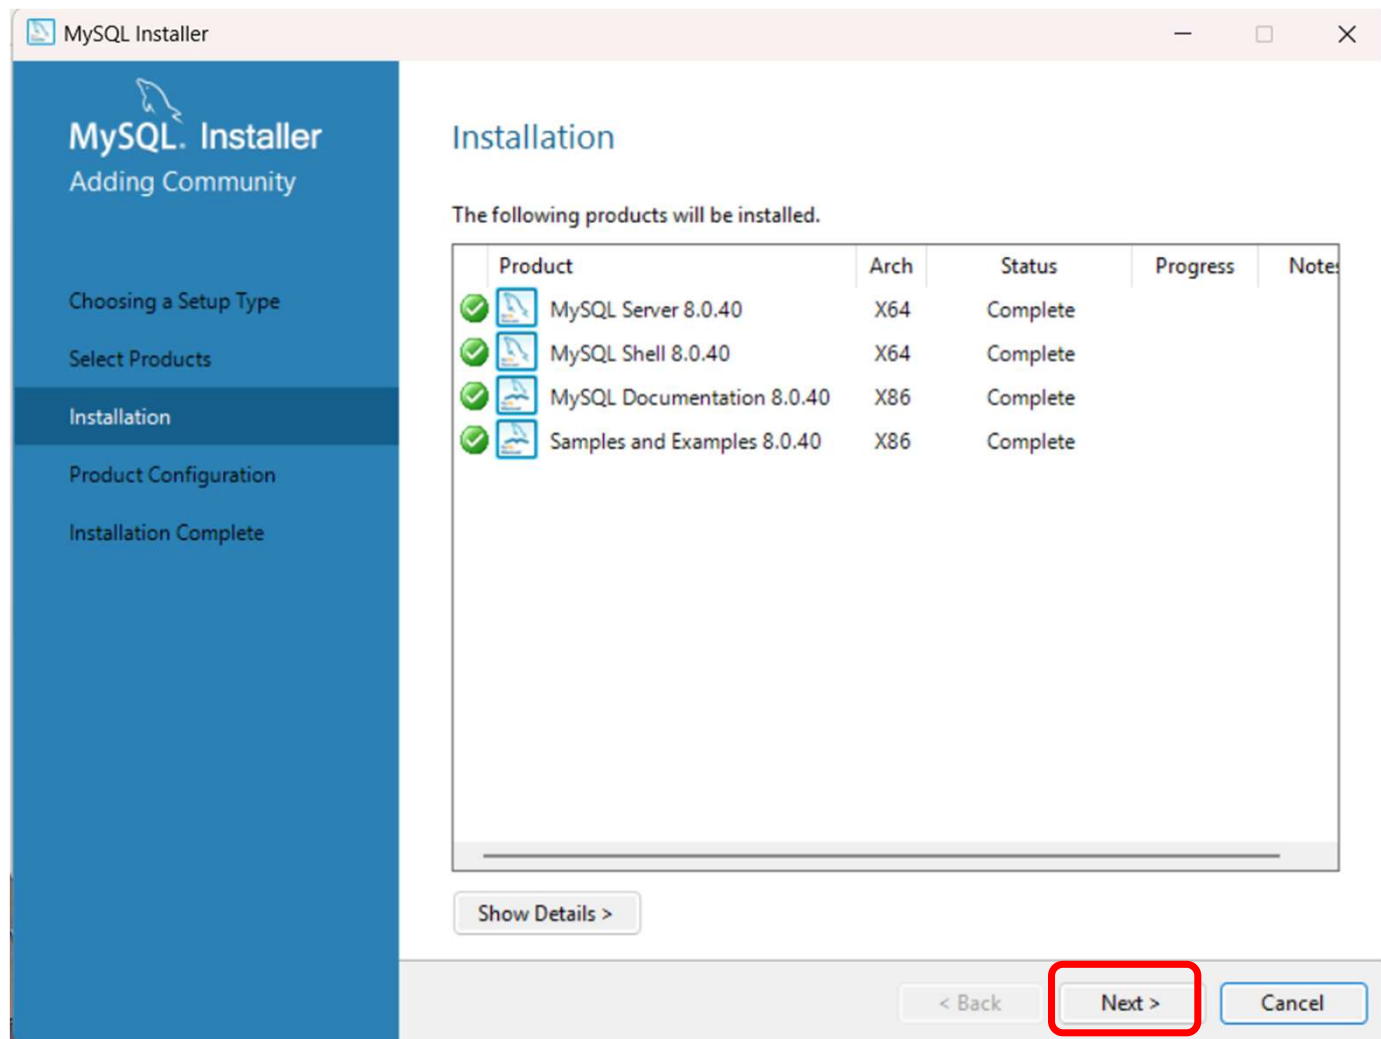 MySQL Installer
MySQL. Installer
Adding Community
Choosing a Setup Type
Select Products
Installation
Product Configuration
Installation Complete
Installation
The following products will be installed.
Product Arch Status Progress Notes
MySQL Server 8.0.40 X64 Complete
MySQL Shell 8.0.40 X64 Complete
MySQL Documentation 8.0.40 X86 Complete
Samples and Examples 8.0.40 X86 Complete
Show Details >
< Back Next > Cancel